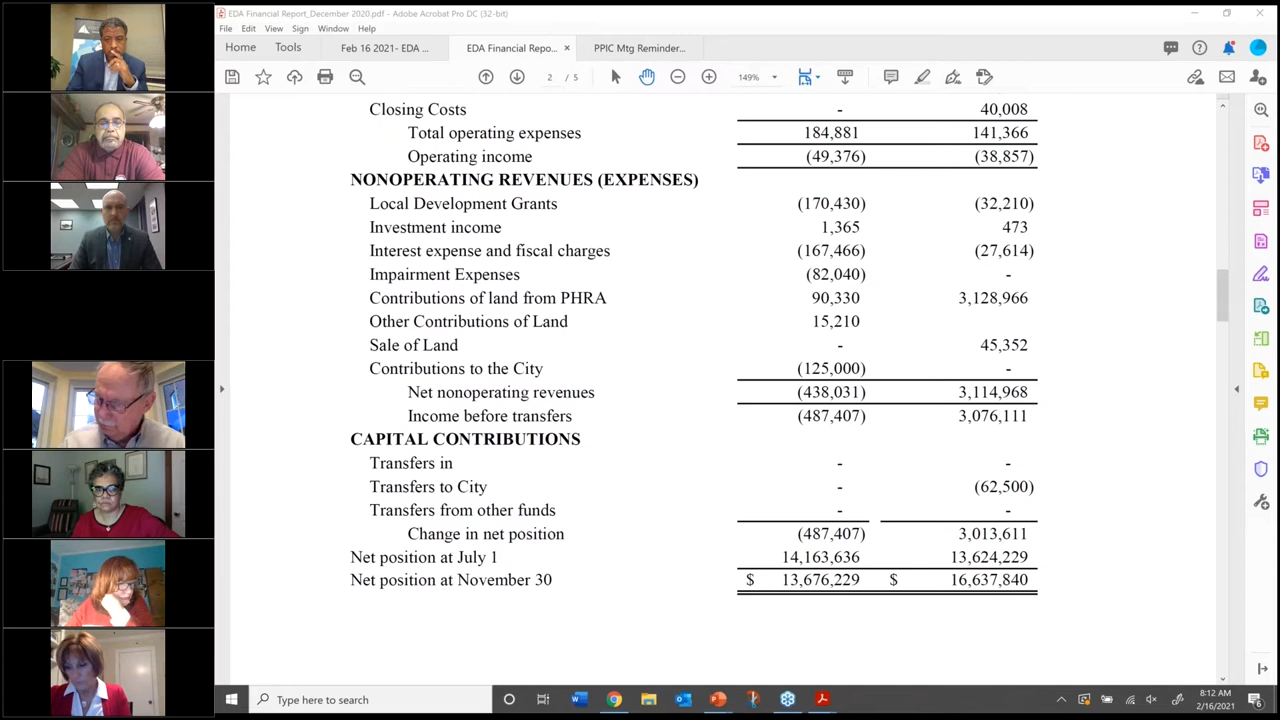 EDA Financial Report_December 2020.pdf - Adobe Acrobat Pro DC (32-bit)
File Edit View Sign Window Help
Home Tools Feb 16 2021- EDA ... EDA Financial Repo... × PPIC Mtg Reminder...
2 / 5 149%
Closing Costs - 40,008
Total operating expenses 184,881 141,366
Operating income (49,376) (38,857)
NONOPERATING REVENUES (EXPENSES)
Local Development Grants (170,430) (32,210)
Investment income 1,365 473
Interest expense and fiscal charges (167,466) (27,614)
Impairment Expenses (82,040) -
Contributions of land from PHRA 90,330 3,128,966
Other Contributions of Land 15,210
Sale of Land - 45,352
Contributions to the City (125,000) -
Net nonoperating revenues (438,031) 3,114,968
Income before transfers (487,407) 3,076,111
CAPITAL CONTRIBUTIONS
Transfers in - -
Transfers to City - (62,500)
Transfers from other funds - -
Change in net position (487,407) 3,013,611
Net position at July 1 14,163,636 13,624,229
Net position at November 30 $ 13,676,229 $ 16,637,840
Type here to search
8:12 AM
2/16/2021
6